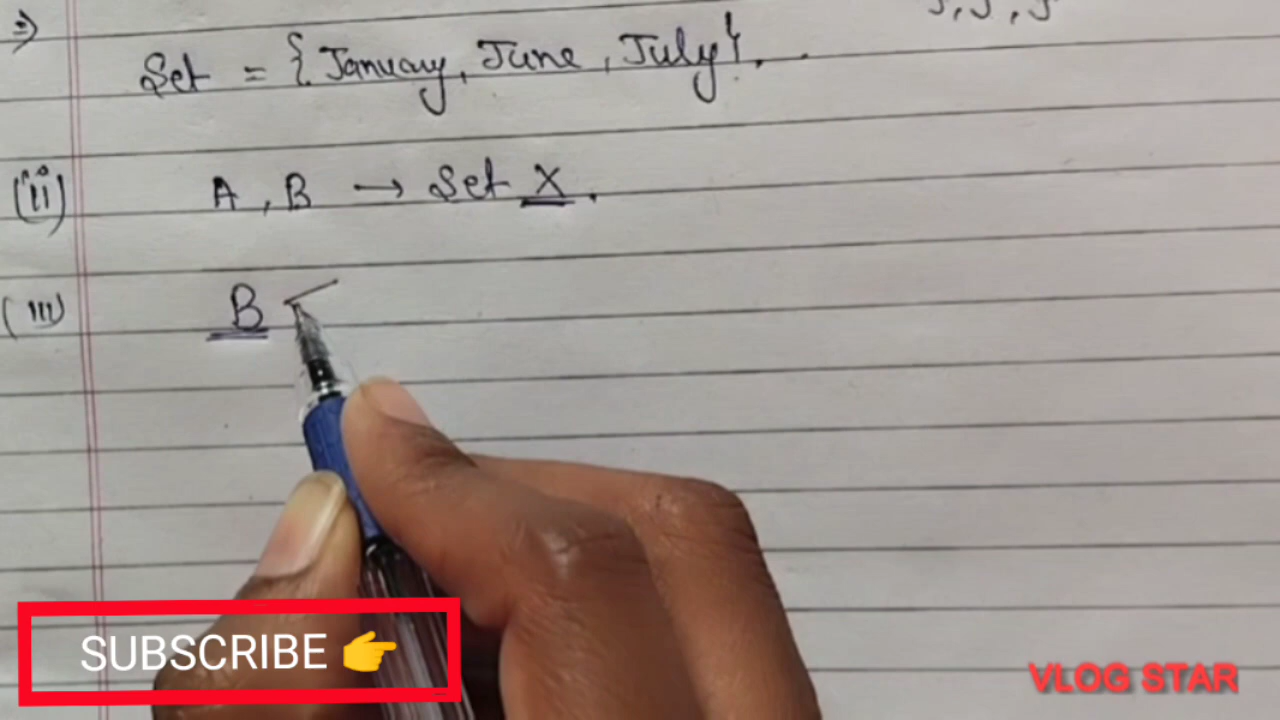 ⇒ J, J, J
Set = {January, June, July}.
(ii) A, B → Set X.
(iii) B
SUBSCRIBE 👉
VLOG STAR